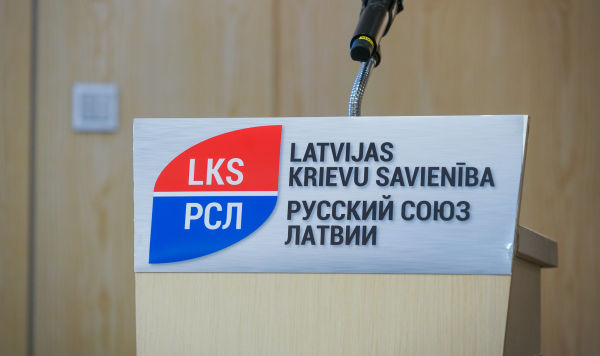 LKS
РСЛ
LATVIJAS
KRIEVU SAVIENĪBA
РУССКИЙ СОЮЗ
ЛАТВИИ